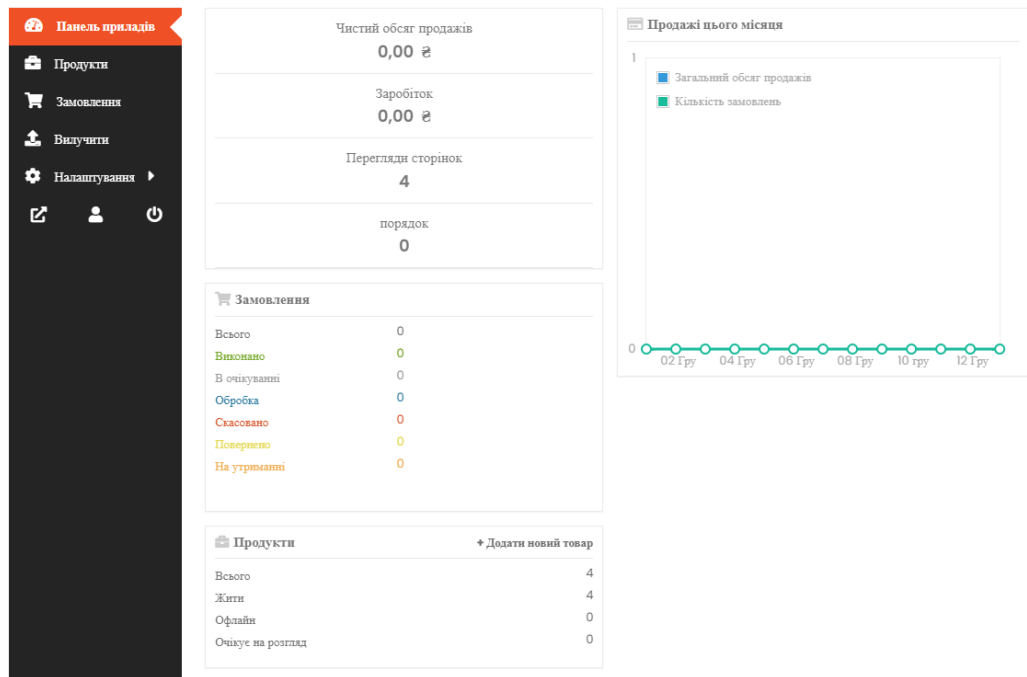 Панель приладів
Продукти
Замовлення
Вилучити
Налаштування
Чистий обсяг продажів
0,00 ₴
Заробіток
0,00 ₴
Перегляди сторінок
4
порядок
0
Замовлення
Всього 0
Виконано 0
В очікуванні 0
Обробка 0
Скасовано 0
Повернено 0
На утриманні 0
Продукти + Додати новий товар
Всього 4
Жити 4
Офлайн 0
Очікує на розгляд 0
Продажі цього місяця
1
Загальний обсяг продажів
Кількість замовлень
0
02 Гру 04 Гру 06 Гру 08 Гру 10 гру 12 Гру